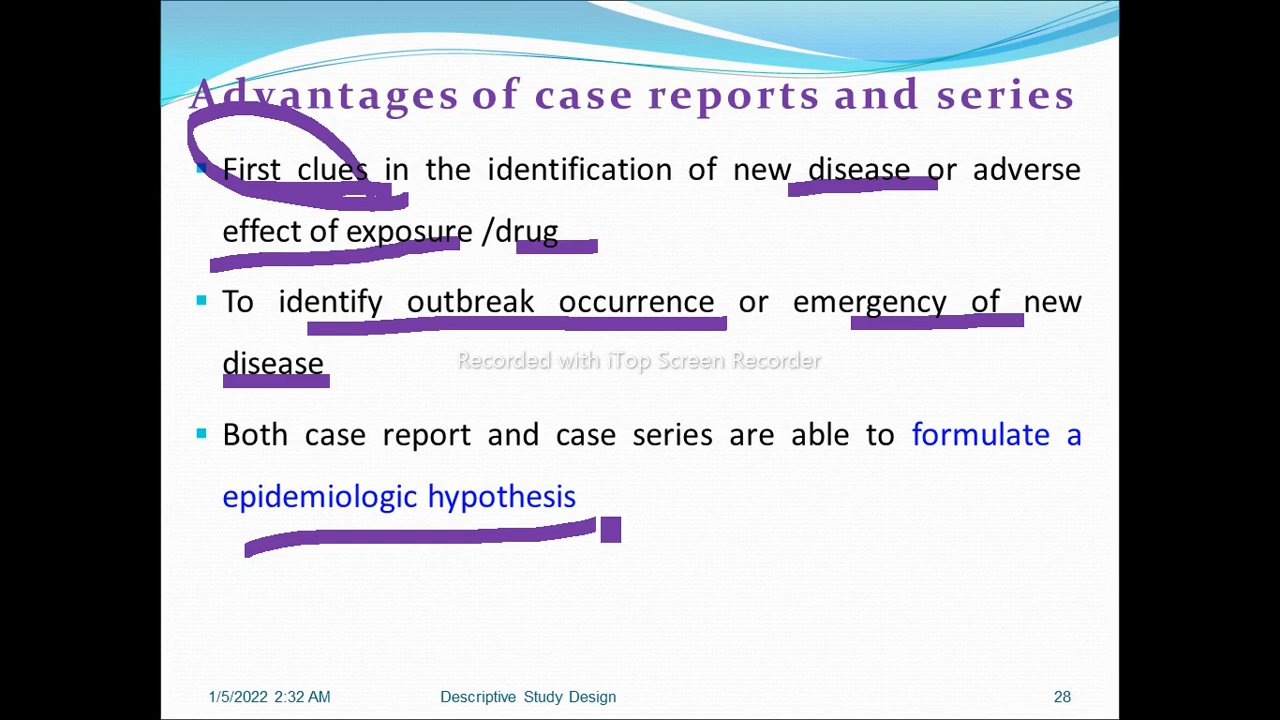 Advantages of case reports and series
▪ First clues in the identification of new disease or adverse
effect of exposure /drug
▪ To identify outbreak occurrence or emergency of new
disease
Recorded with iTop Screen Recorder
▪ Both case report and case series are able to formulate a
epidemiologic hypothesis
1/5/2022 2:32 AM Descriptive Study Design 28